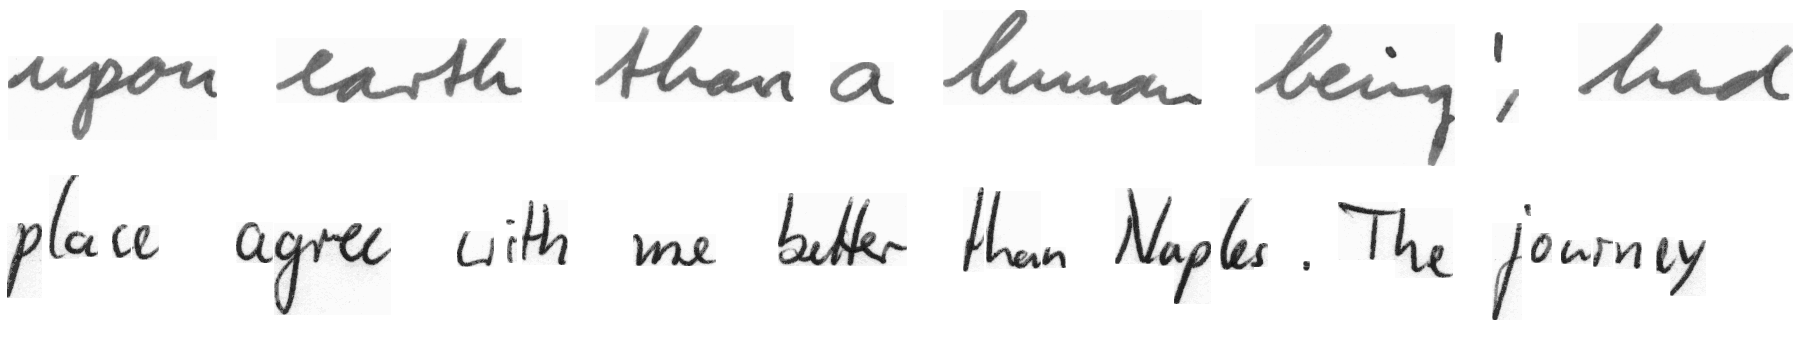 upon earth than a human being', had
place agree with me better than Naples. The journey